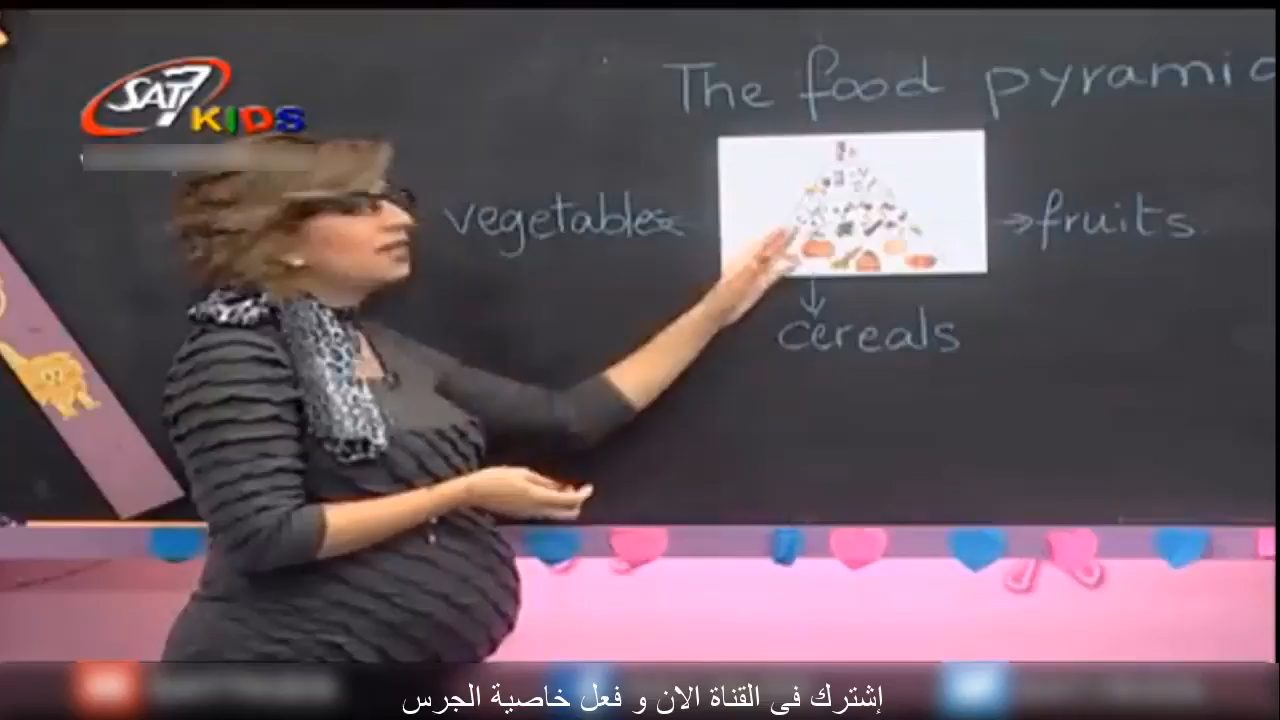 SAT7
KIDS
The food pyramid
vegetables
fruits
cereals
إشترك فى القناة الان و فعل خاصية الجرس